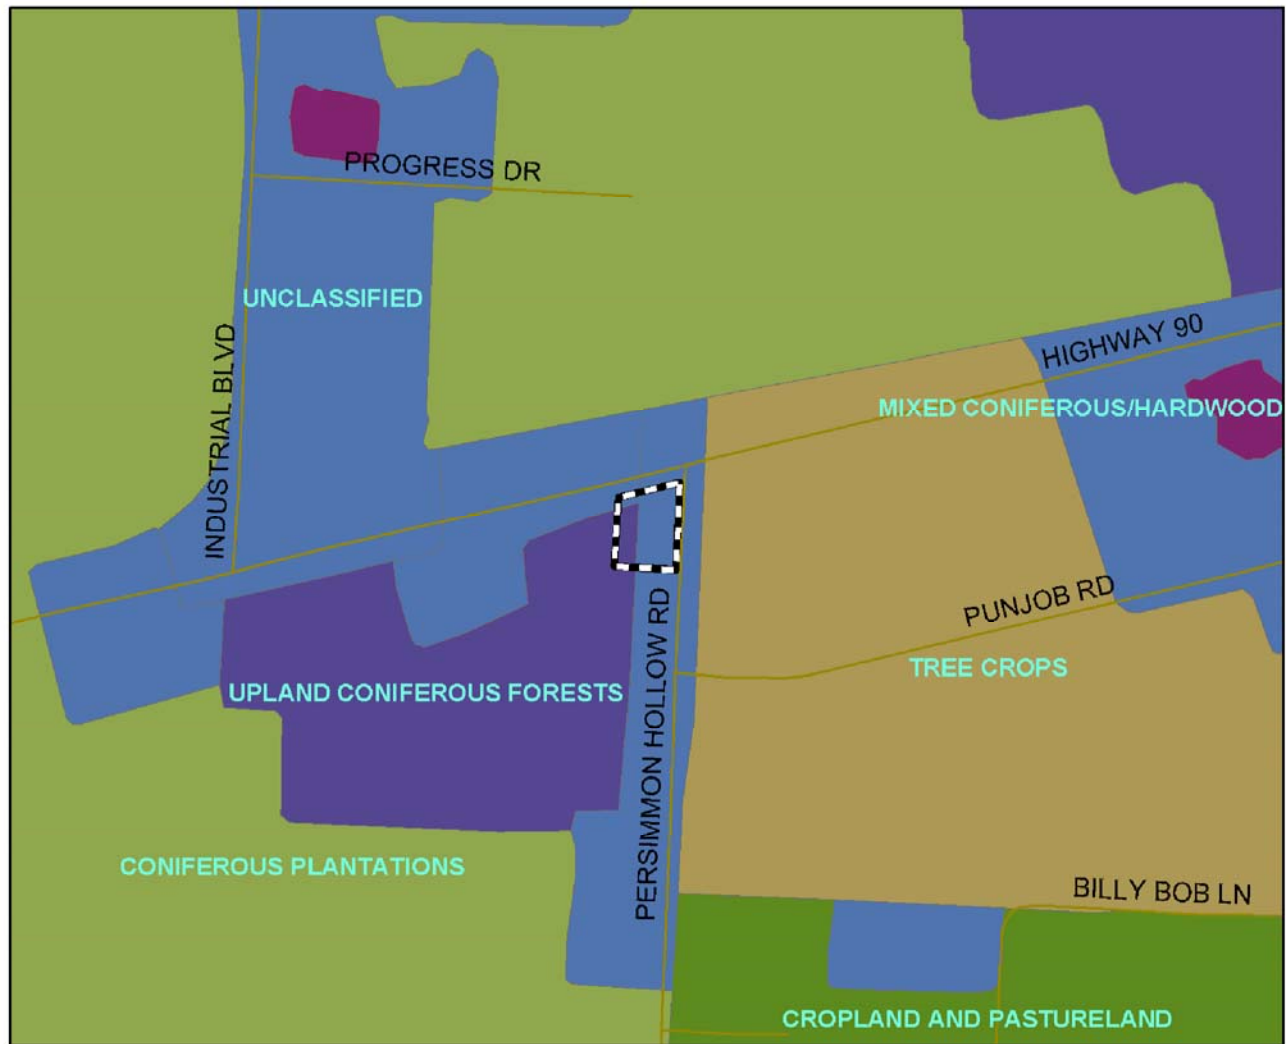 PROGRESS DR
UNCLASSIFIED
INDUSTRIAL BLVD
HIGHWAY 90
MIXED CONIFEROUS/HARDWOOD
PERSIMMON HOLLOW RD
PUNJOB RD
TREE CROPS
UPLAND CONIFEROUS FORESTS
CONIFEROUS PLANTATIONS
BILLY BOB LN
CROPLAND AND PASTURELAND